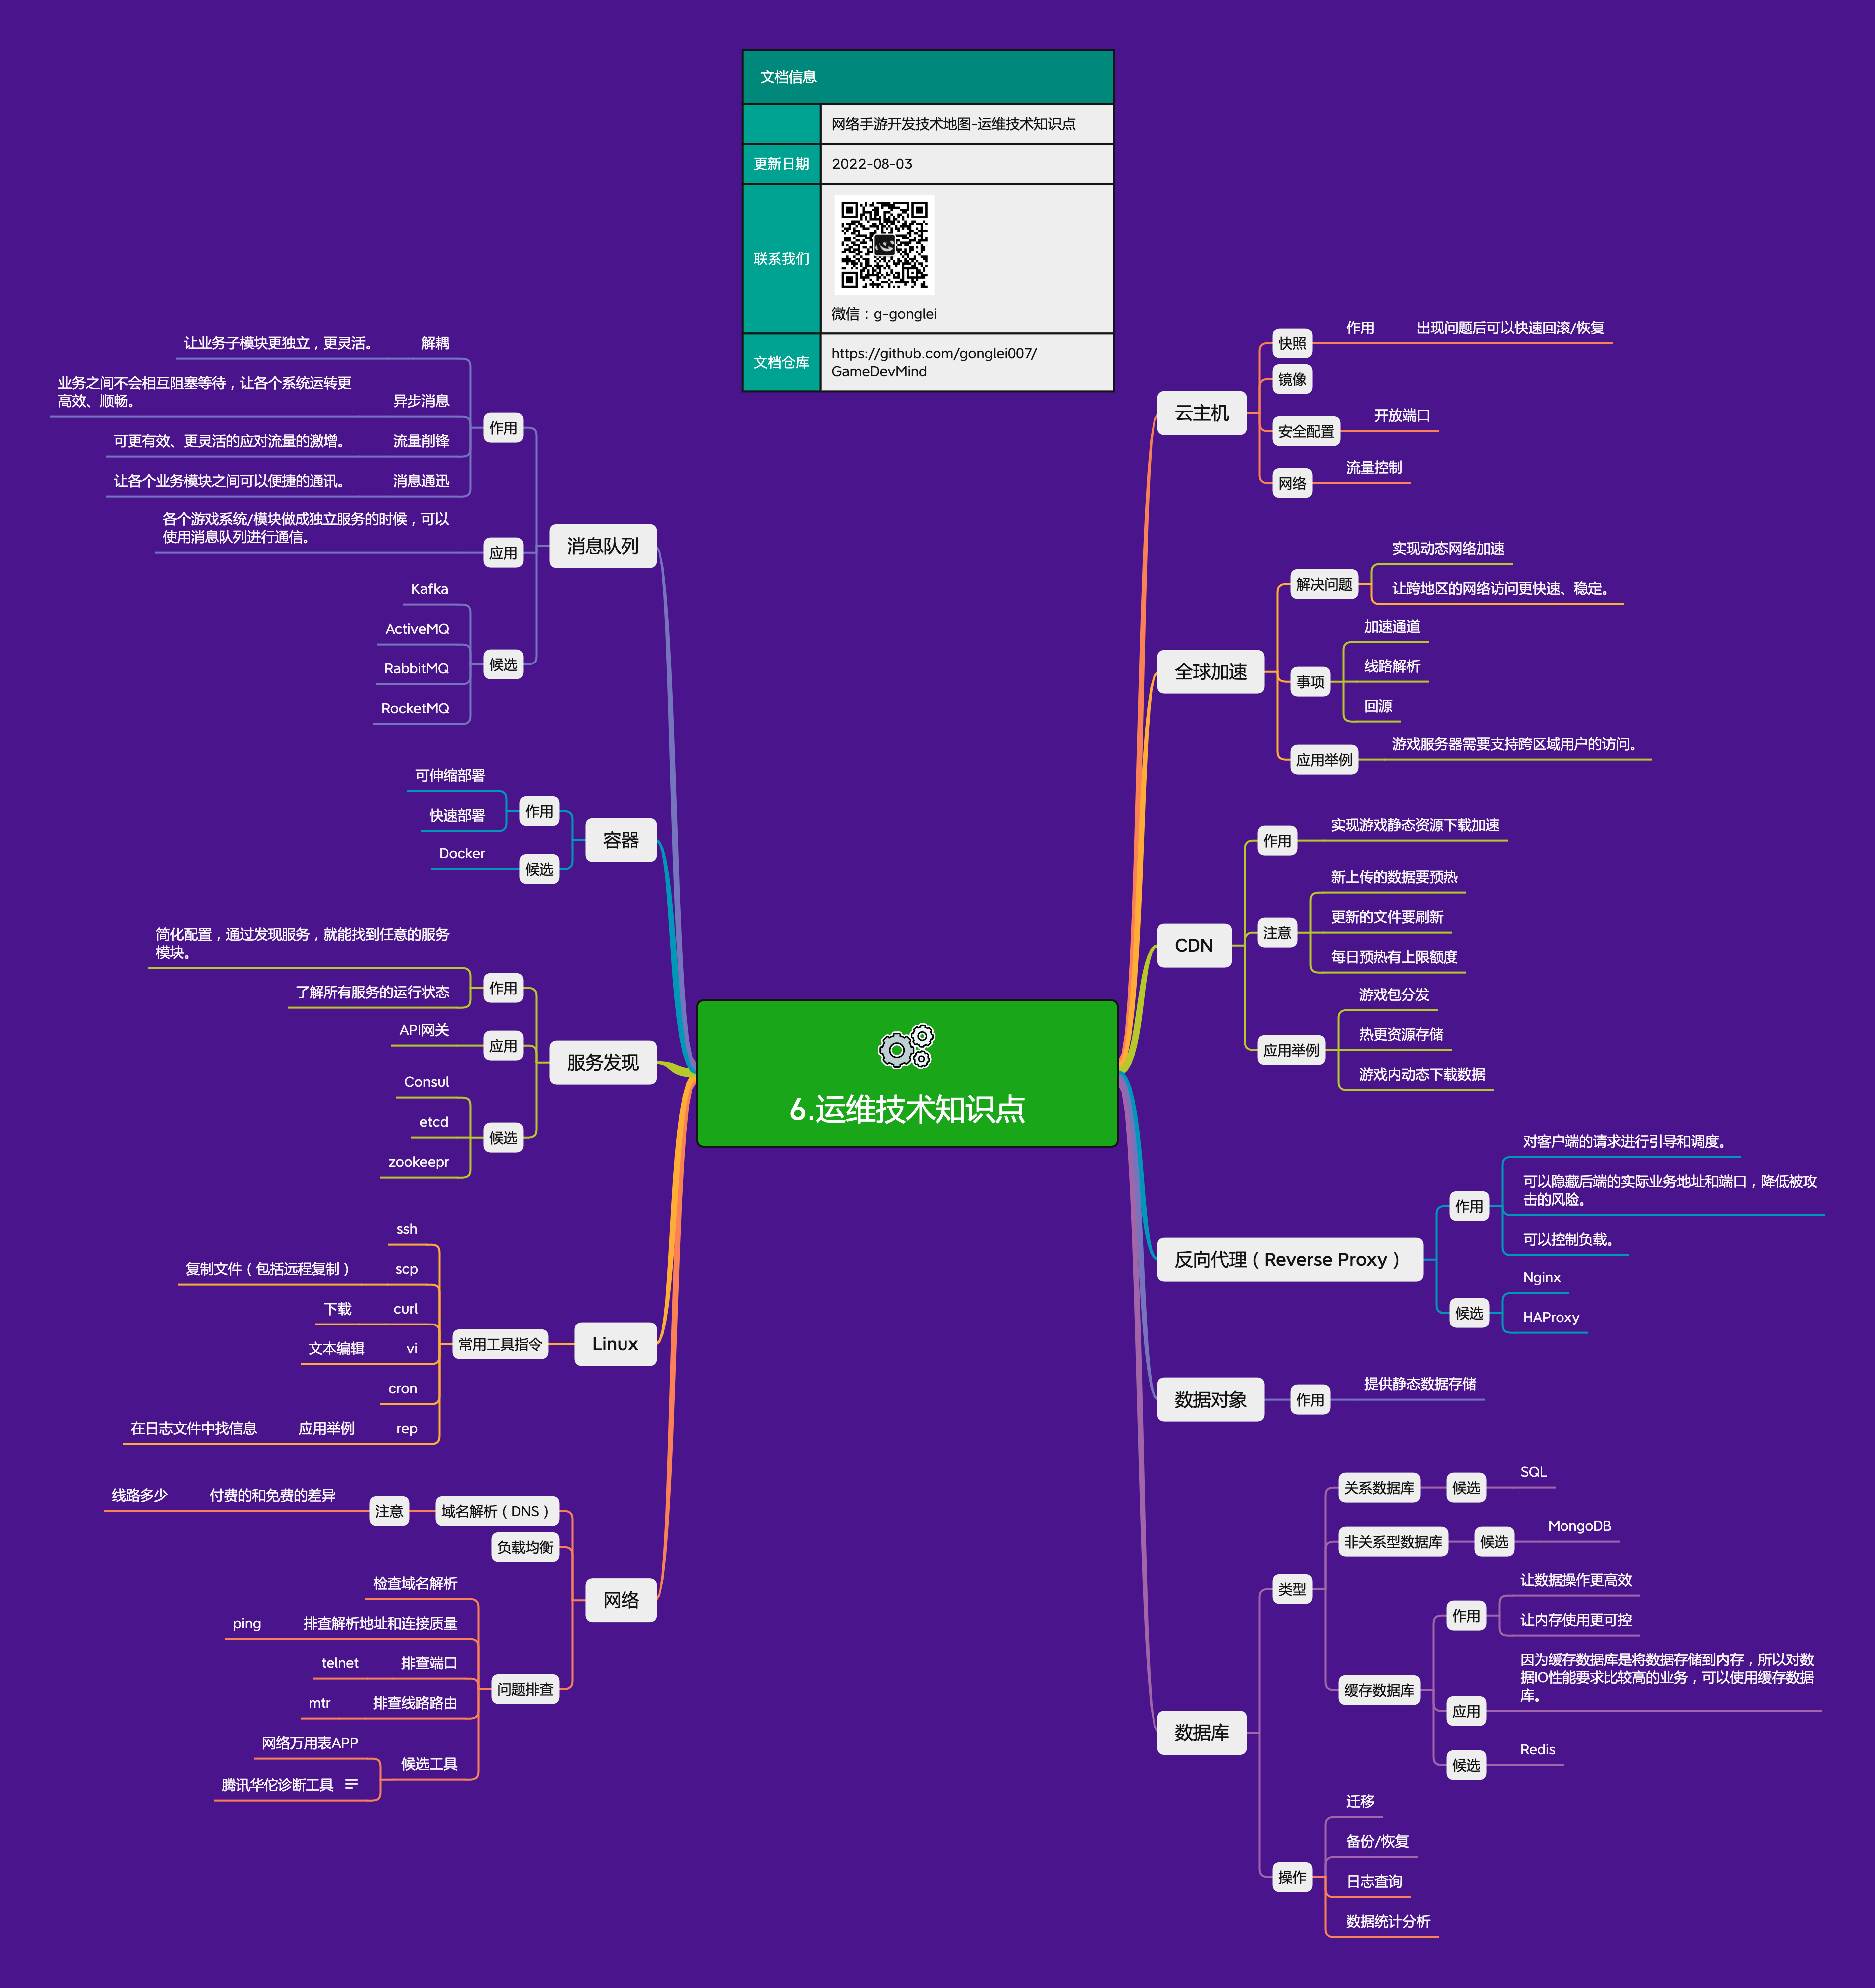 文档信息
网络手游开发技术地图-运维技术知识点
更新日期
2022-08-03
联系我们
微信：g-gonglei
文档仓库
https://github.com/gonglei007/
GameDevMind
6.运维技术知识点
云主机
快照
作用
出现问题后可以快速回滚/恢复
镜像
安全配置
开放端口
网络
流量控制
全球加速
解决问题
实现动态网络加速
让跨地区的网络访问更快速、稳定。
事项
加速通道
线路解析
回源
应用举例
游戏服务器需要支持跨区域用户的访问。
CDN
作用
实现游戏静态资源下载加速
注意
新上传的数据要预热
更新的文件要刷新
每日预热有上限额度
应用举例
游戏包分发
热更资源存储
游戏内动态下载数据
反向代理（Reverse Proxy）
作用
对客户端的请求进行引导和调度。
可以隐藏后端的实际业务地址和端口，降低被攻
击的风险。
可以控制负载。
候选
Nginx
HAProxy
数据对象
作用
提供静态数据存储
数据库
类型
关系数据库
候选
SQL
非关系型数据库
候选
MongoDB
缓存数据库
作用
让数据操作更高效
让内存使用更可控
应用
因为缓存数据库是将数据存储到内存，所以对数
据IO性能要求比较高的业务，可以使用缓存数据
库。
候选
Redis
操作
迁移
备份/恢复
日志查询
数据统计分析
消息队列
作用
解耦
让业务子模块更独立，更灵活。
异步消息
业务之间不会相互阻塞等待，让各个系统运转更
高效、顺畅。
流量削锋
可更有效、更灵活的应对流量的激增。
消息通迅
让各个业务模块之间可以便捷的通讯。
应用
各个游戏系统/模块做成独立服务的时候，可以
使用消息队列进行通信。
候选
Kafka
ActiveMQ
RabbitMQ
RocketMQ
容器
作用
可伸缩部署
快速部署
候选
Docker
服务发现
作用
简化配置，通过发现服务，就能找到任意的服务
模块。
了解所有服务的运行状态
应用
API网关
候选
Consul
etcd
zookeepr
Linux
常用工具指令
ssh
scp
复制文件（包括远程复制）
curl
下载
vi
文本编辑
cron
rep
应用举例
在日志文件中找信息
网络
域名解析（DNS）
注意
付费的和免费的差异
线路多少
负载均衡
问题排查
检查域名解析
排查解析地址和连接质量
ping
排查端口
telnet
排查线路路由
mtr
候选工具
网络万用表APP
腾讯华佗诊断工具